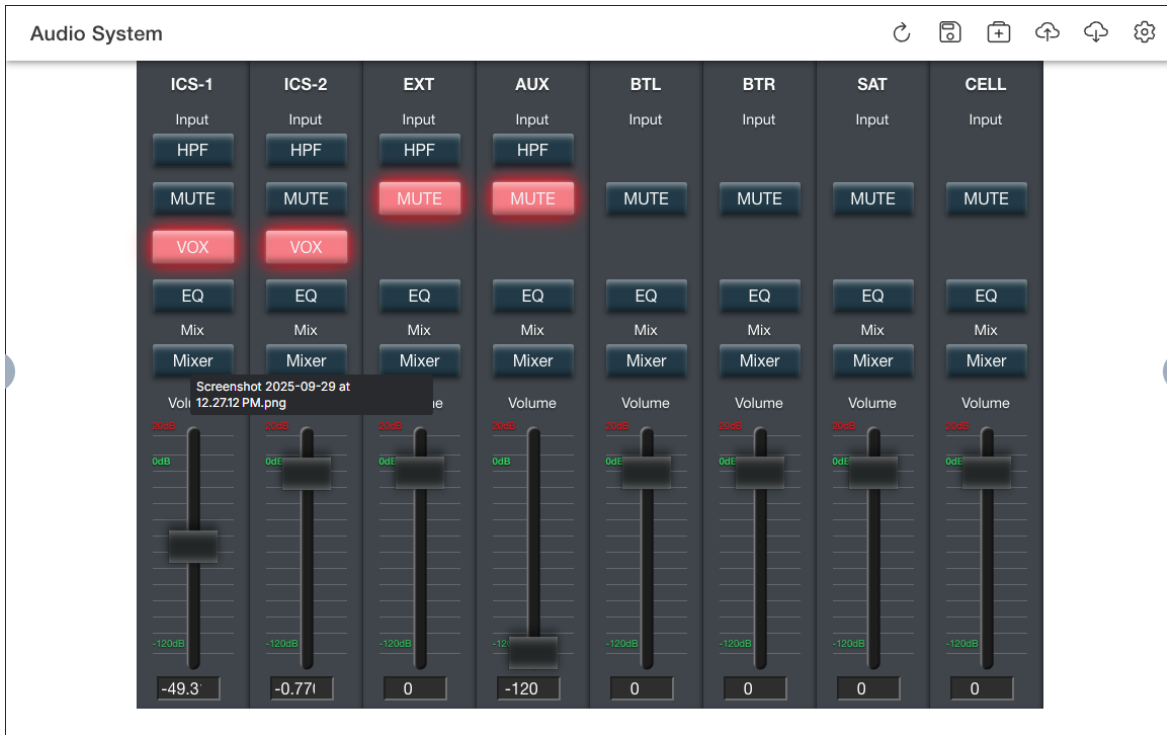 Audio System
ICS-1 ICS-2 EXT AUX BTL BTR SAT CELL
Input Input Input Input Input Input Input Input
HPF HPF HPF HPF
MUTE MUTE MUTE MUTE MUTE MUTE MUTE MUTE
VOX VOX
EQ EQ EQ EQ EQ EQ EQ EQ
Mix Mix Mix Mix Mix Mix Mix Mix
Mixer Mixer Mixer Mixer Mixer Mixer Mixer Mixer
Screenshot 2025-09-29 at
12.27.12 PM.png
Volume Volume Volume Volume Volume
20dB 20dB 20dB 20dB 20dB 20dB 20dB 20dB
0dB 0dB
-120dB -120dB -120dB -120dB -120dB -120dB -120dB
-49.3 -0.77 0 -120 0 0 0 0